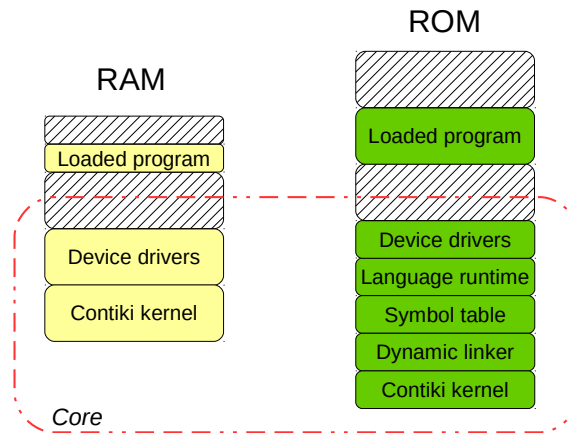 RAM
Loaded program
Device drivers
Contiki kernel
ROM
Loaded program
Device drivers
Language runtime
Symbol table
Dynamic linker
Contiki kernel
Core